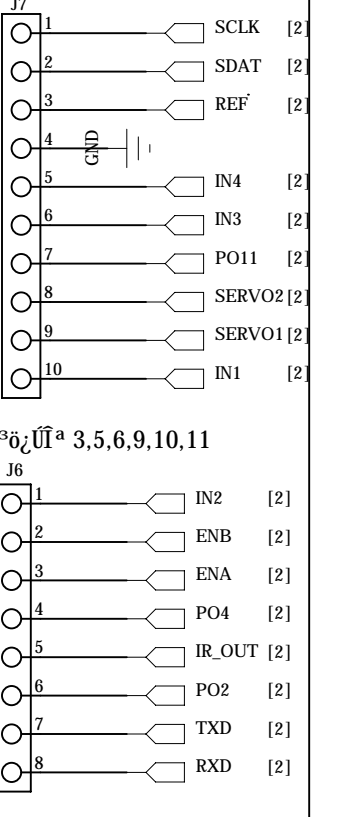 J7
1 SCLK [2]
2 SDAT [2]
3 REF [2]
4 GND
5 IN4 [2]
6 IN3 [2]
7 PO11 [2]
8 SERVO2 [2]
9 SERVO1 [2]
10 IN1 [2]
³ö¿ÚÎª 3,5,6,9,10,11
J6
1 IN2 [2]
2 ENB [2]
3 ENA [2]
4 PO4 [2]
5 IR_OUT [2]
6 PO2 [2]
7 TXD [2]
8 RXD [2]